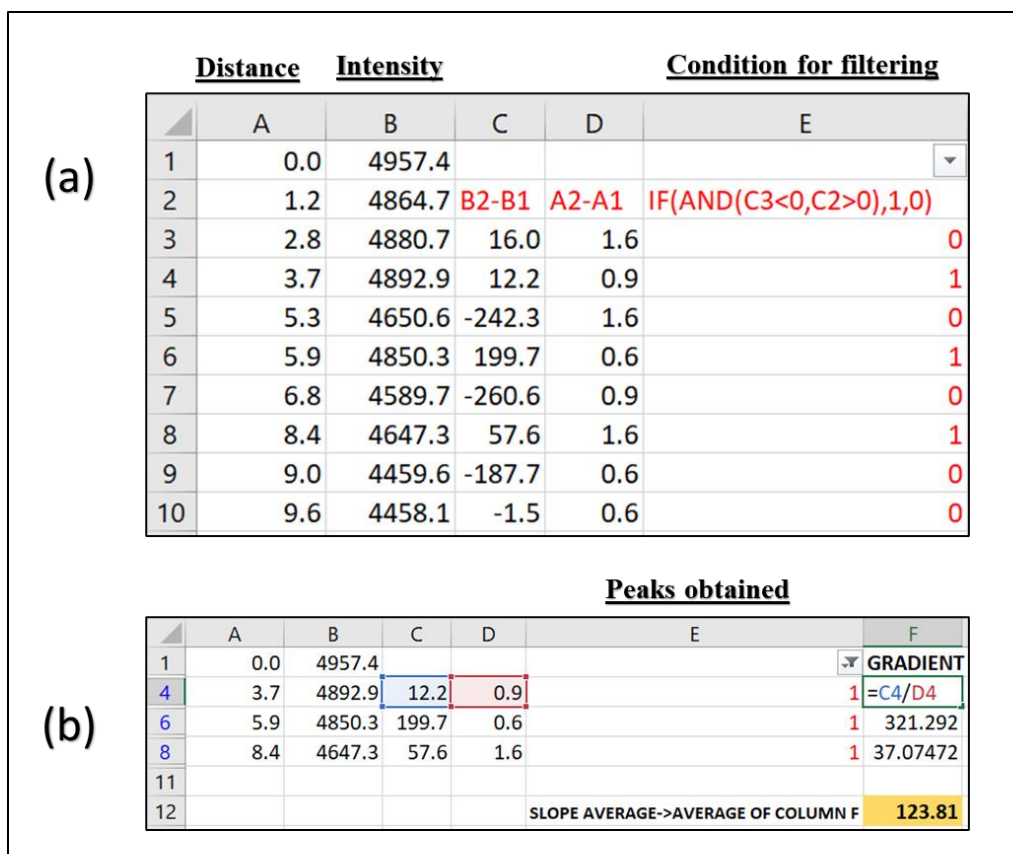 Distance Intensity Condition for filtering
(a)
A B C D E
1 0.0 4957.4
2 1.2 4864.7 B2-B1 A2-A1 IF(AND(C3<0,C2>0),1,0)
3 2.8 4880.7 16.0 1.6 0
4 3.7 4892.9 12.2 0.9 1
5 5.3 4650.6 -242.3 1.6 0
6 5.9 4850.3 199.7 0.6 1
7 6.8 4589.7 -260.6 0.9 0
8 8.4 4647.3 57.6 1.6 1
9 9.0 4459.6 -187.7 0.6 0
10 9.6 4458.1 -1.5 0.6 0
Peaks obtained
(b)
A B C D E F
1 0.0 4957.4 GRADIENT
4 3.7 4892.9 12.2 0.9 1 =C4/D4
6 5.9 4850.3 199.7 0.6 1 321.292
8 8.4 4647.3 57.6 1.6 1 37.07472
11
12 SLOPE AVERAGE->AVERAGE OF COLUMN F 123.81